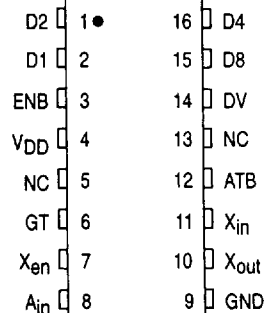 D2 1 16 D4
D1 2 15 D8
ENB 3 14 DV
VDD 4 13 NC
NC 5 12 ATB
GT 6 11 Xin
Xen 7 10 Xout
Ain 8 9 GND